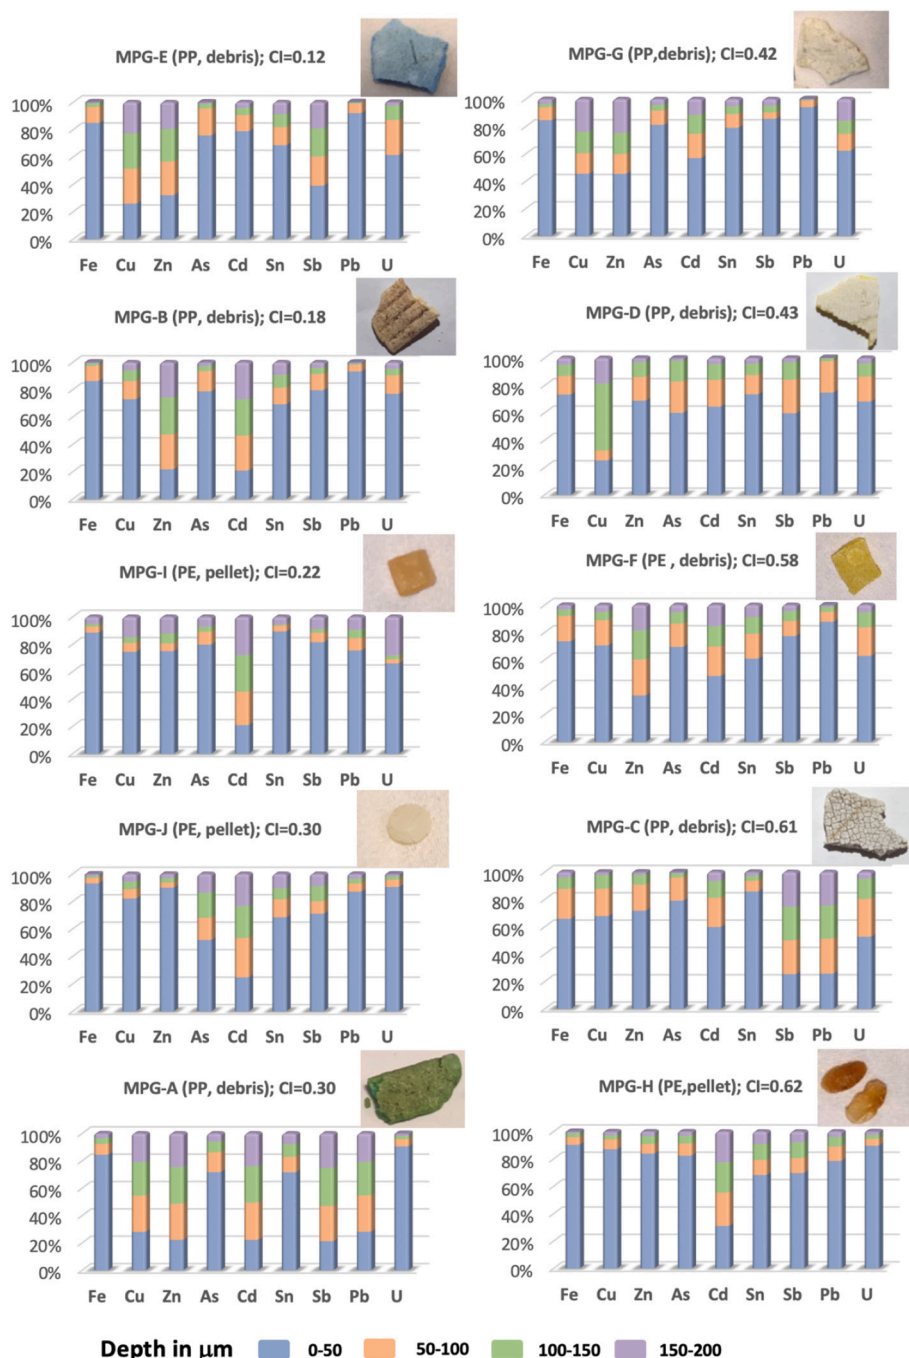 MPG-E (PP, debris); CI=0.12
100%
80%
60%
40%
20%
0%
Fe Cu Zn As Cd Sn Sb Pb U
MPG-G (PP,debris); CI=0.42
100%
80%
60%
40%
20%
0%
Fe Cu Zn As Cd Sn Sb Pb U
MPG-B (PP, debris); CI=0.18
100%
80%
60%
40%
20%
0%
Fe Cu Zn As Cd Sn Sb Pb U
MPG-D (PP, debris); CI=0.43
100%
80%
60%
40%
20%
0%
Fe Cu Zn As Cd Sn Sb Pb U
MPG-I (PE, pellet); CI=0.22
100%
80%
60%
40%
20%
0%
Fe Cu Zn As Cd Sn Sb Pb U
MPG-F (PE , debris); CI=0.58
100%
80%
60%
40%
20%
0%
Fe Cu Zn As Cd Sn Sb Pb U
MPG-J (PE, pellet); CI=0.30
100%
80%
60%
40%
20%
0%
Fe Cu Zn As Cd Sn Sb Pb U
MPG-C (PP, debris); CI=0.61
100%
80%
60%
40%
20%
0%
Fe Cu Zn As Cd Sn Sb Pb U
MPG-A (PP, debris); CI=0.30
100%
80%
60%
40%
20%
0%
Fe Cu Zn As Cd Sn Sb Pb U
MPG-H (PE,pellet); CI=0.62
100%
80%
60%
40%
20%
0%
Fe Cu Zn As Cd Sn Sb Pb U
Depth in μm 0-50 50-100 100-150 150-200